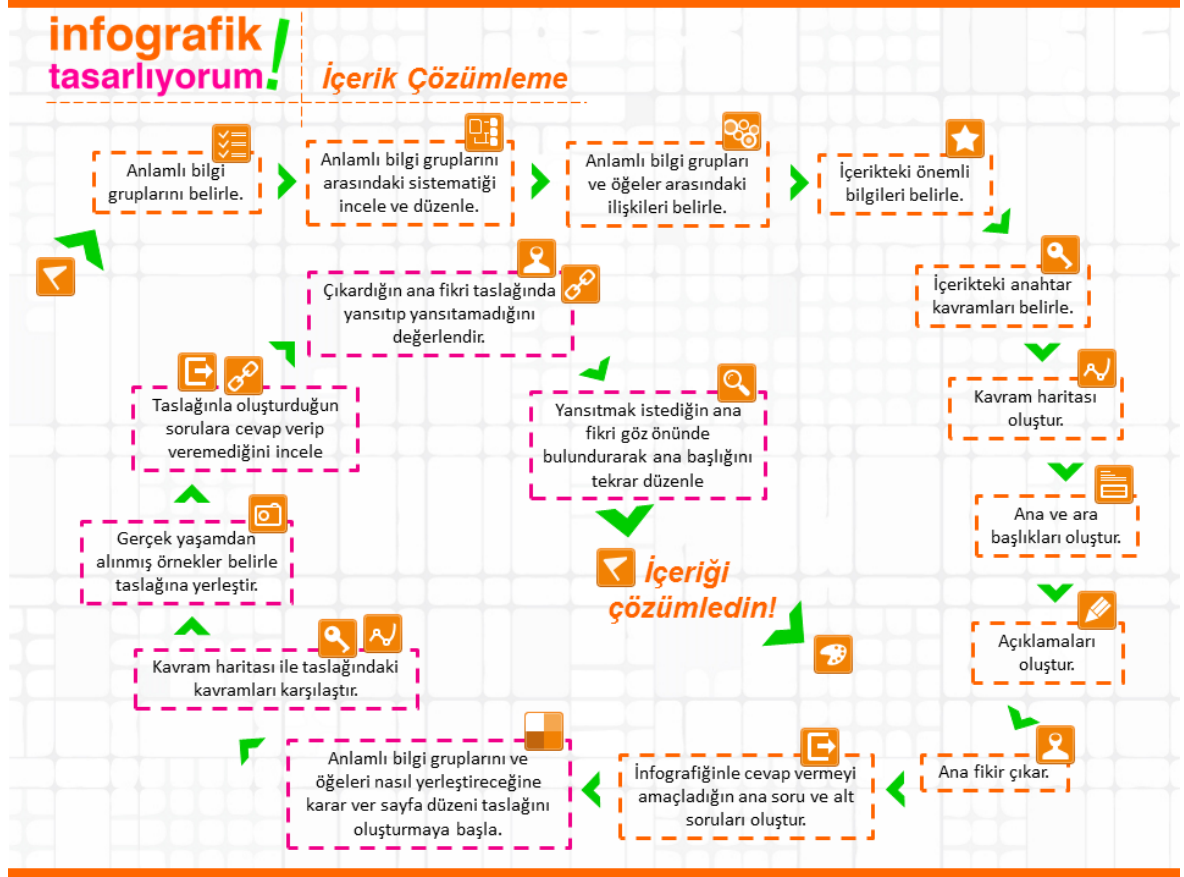 infografik
tasarlıyorum!
İçerik Çözümleme
Anlamlı bilgi
gruplarını belirle.
Anlamlı bilgi gruplarını
arasındaki sistematiği
incele ve düzenle.
Anlamlı bilgi grupları
ve öğeler arasındaki
ilişkileri belirle.
İçerikteki önemli
bilgileri belirle.
İçerikteki anahtar
kavramları belirle.
Kavram haritası
oluştur.
Ana ve ara
başlıkları oluştur.
Açıklamaları
oluştur.
Ana fikir çıkar.
İnfografiğinle cevap vermeyi
amaçladığın ana soru ve alt
soruları oluştur.
Anlamlı bilgi gruplarını ve
öğeleri nasıl yerleştireceğine
karar ver sayfa düzeni taslağını
oluşturmaya başla.
Kavram haritası ile taslağındaki
kavramları karşılaştır.
Gerçek yaşamdan
alınmış örnekler belirle
taslağına yerleştir.
Taslağınla oluşturduğun
sorulara cevap verip
veremediğini incele
Çıkardığın ana fikri taslağında
yansıtıp yansıtamadığını
değerlendir.
Yansıtmak istediğin ana
fikri göz önünde
bulundurarak ana başlığını
tekrar düzenle
İçeriği
çözümledin!